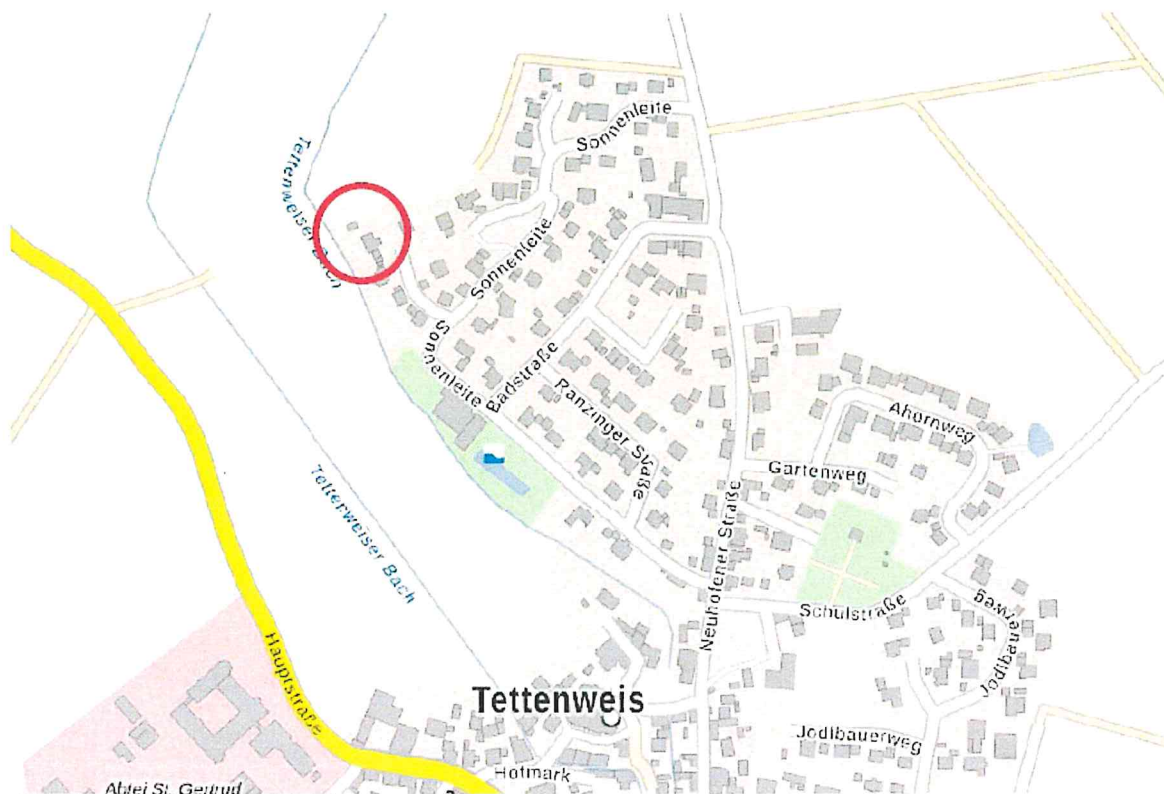 Sonnenleite
Tettenweiser Bach
Sonnenleite
Sonnenleite
Badstraße
Ranzinger Straße
Ahornweg
Gartenweg
Tettenweiser Bach
Neuhofener Straße
Schulstraße
Jodlbauerweg
Hauptstraße
Tettenweis
Jodlbauerweg
Hofmark
Abtei St. Gertrud